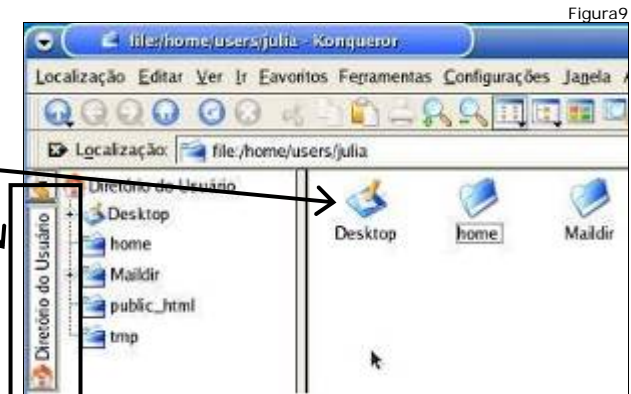 Figura9
file:/home/users/julia - Konqueror
Localização Editar Ver Ir Favoritos Ferramentas Configurações Janela
Localização: file:/home/users/julia
Diretório do Usuário
Diretório do Usuário
Desktop
home
Maildir
public_html
tmp
Desktop
home
Maildir